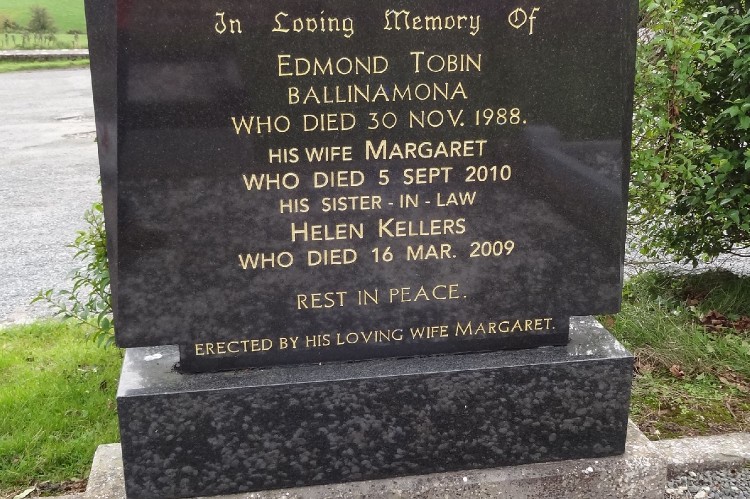 In Loving Memory Of
EDMOND TOBIN
BALLINAMONA
WHO DIED 30 NOV. 1988.
HIS WIFE MARGARET
WHO DIED 5 SEPT 2010
HIS SISTER - IN - LAW
HELEN KELLERS
WHO DIED 16 MAR. 2009
REST IN PEACE.
ERECTED BY HIS LOVING WIFE MARGARET.